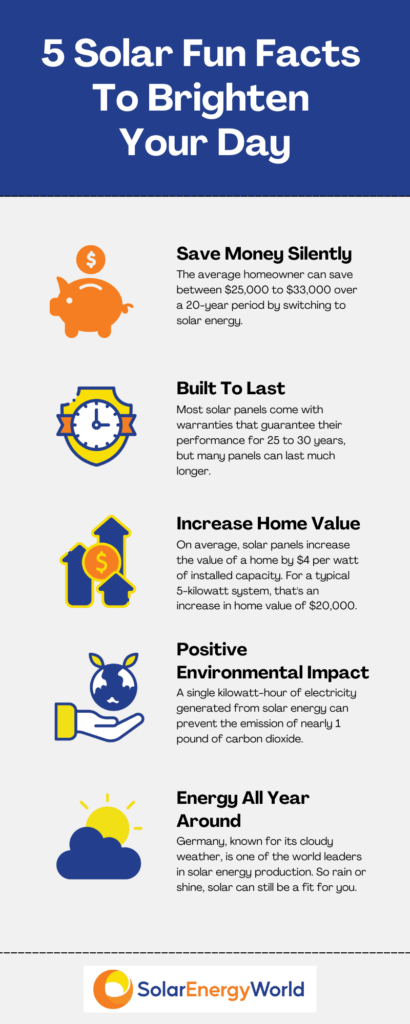 5 Solar Fun Facts
To Brighten
Your Day
$
Save Money Silently
The average homeowner can save
between $25,000 to $33,000 over
a 20-year period by switching to
solar energy.
Built To Last
Most solar panels come with
warranties that guarantee their
performance for 25 to 30 years,
but many panels can last much
longer.
$
Increase Home Value
On average, solar panels increase
the value of a home by $4 per watt
of installed capacity. For a typical
5-kilowatt system, that's an
increase in home value of $20,000.
Positive
Environmental Impact
A single kilowatt-hour of electricity
generated from solar energy can
prevent the emission of nearly 1
pound of carbon dioxide.
Energy All Year
Around
Germany, known for its cloudy
weather, is one of the world leaders
in solar energy production. So rain or
shine, solar can still be a fit for you.
SolarEnergyWorld